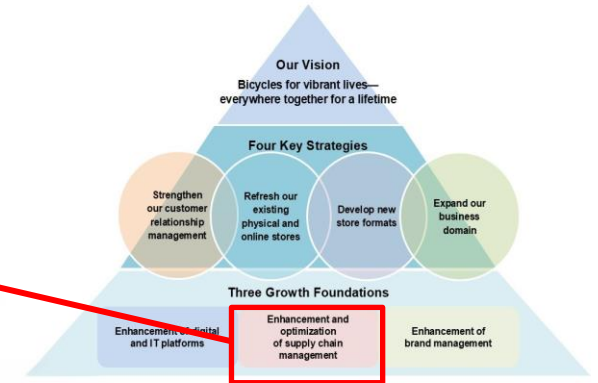 Our Vision
Bicycles for vibrant lives—
everywhere together for a lifetime
Four Key Strategies
Strengthen
our customer
relationship
management
Refresh our
existing
physical and
online stores
Develop new
store formats
Expand our
business
domain
Three Growth Foundations
Enhancement of digital
and IT platforms
Enhancement and
optimization
of supply chain
management
Enhancement of
brand management